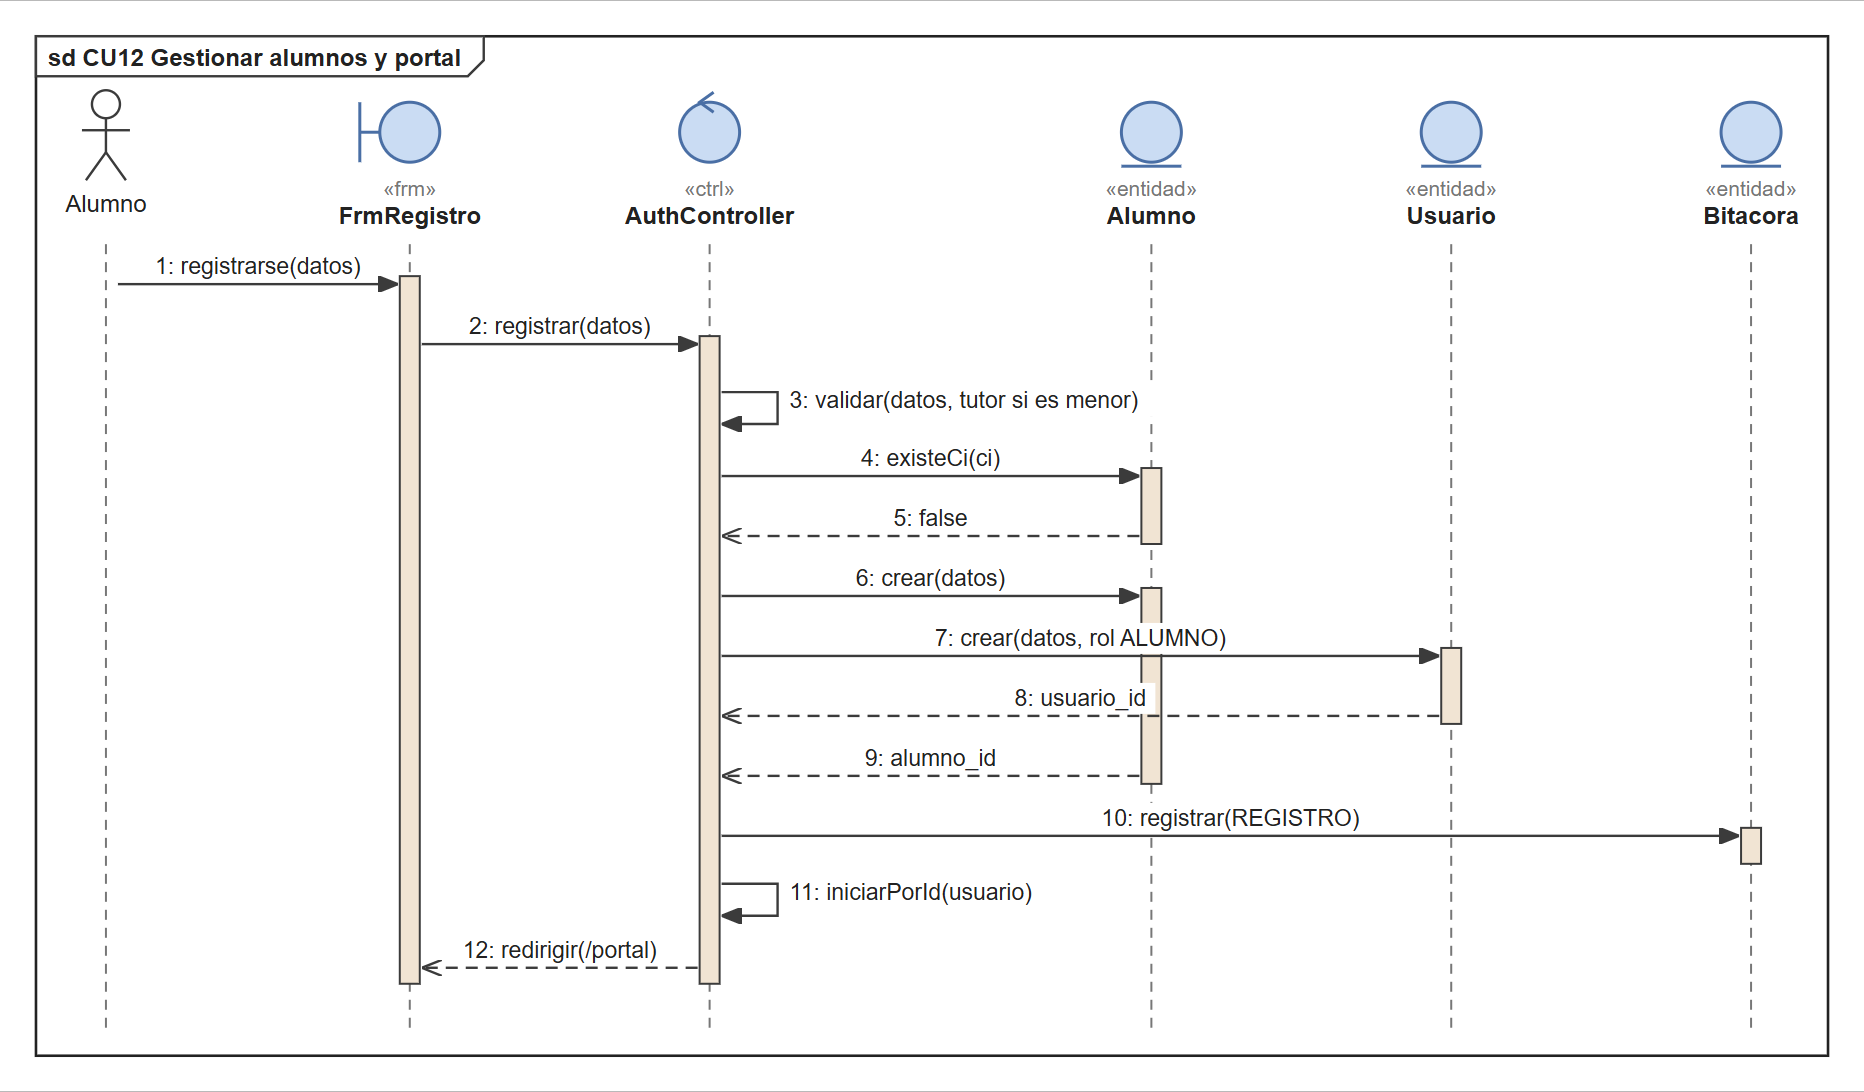 sd CU12 Gestionar alumnos y portal
Alumno
«frm»
FrmRegistro
«ctrl»
AuthController
«entidad»
Alumno
«entidad»
Usuario
«entidad»
Bitacora
1: registrarse(datos)
2: registrar(datos)
3: validar(datos, tutor si es menor)
4: existeCi(ci)
5: false
6: crear(datos)
7: crear(datos, rol ALUMNO)
8: usuario_id
9: alumno_id
10: registrar(REGISTRO)
11: iniciarPorId(usuario)
12: redirigir(/portal)